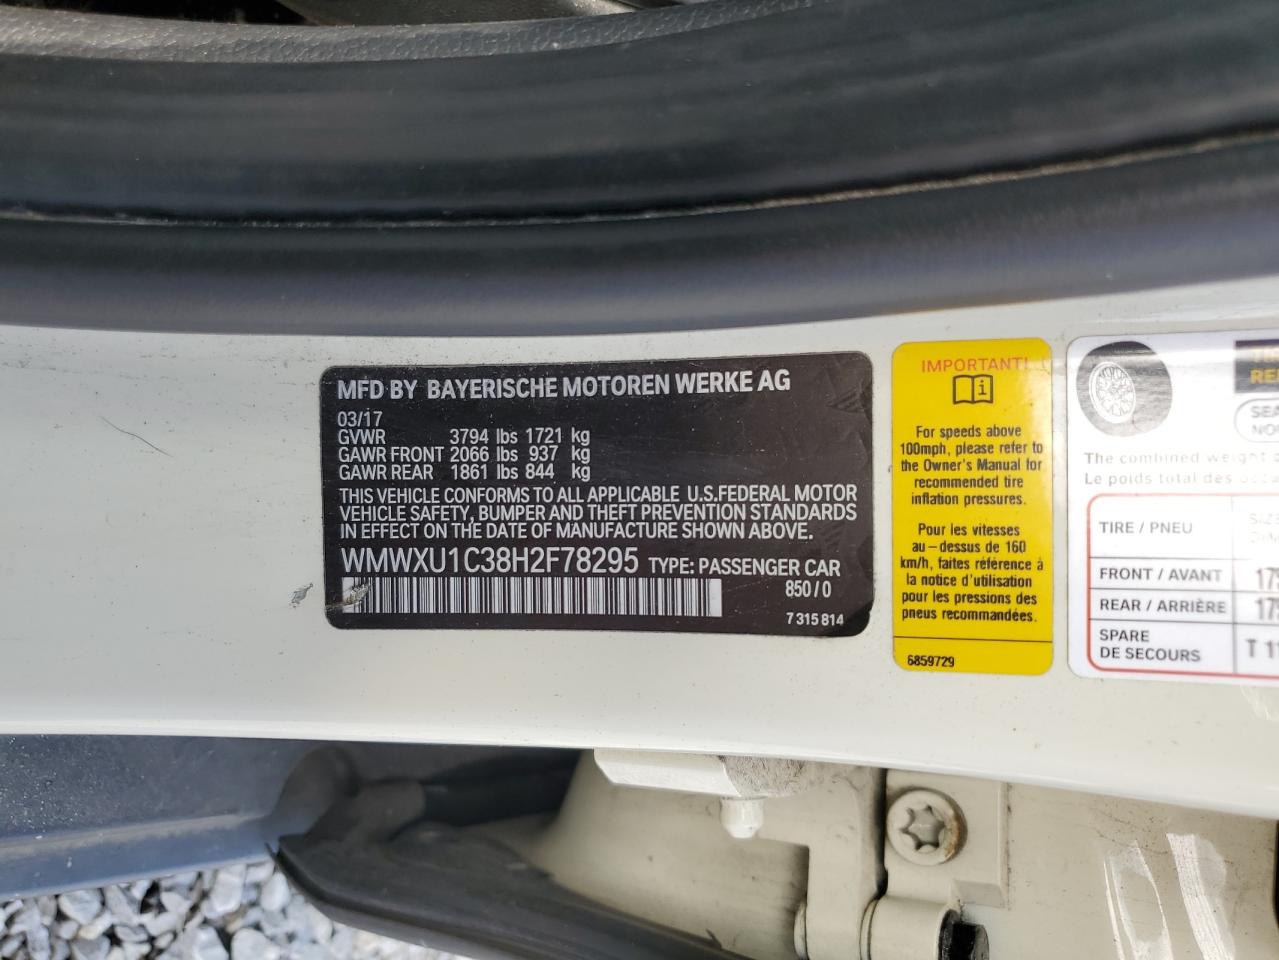 MFD BY BAYERISCHE MOTOREN WERKE AG
03/17
GVWR 3794 lbs 1721 kg
GAWR FRONT 2066 lbs 937 kg
GAWR REAR 1861 lbs 844 kg
THIS VEHICLE CONFORMS TO ALL APPLICABLE U.S.FEDERAL MOTOR
VEHICLE SAFETY, BUMPER AND THEFT PREVENTION STANDARDS
IN EFFECT ON THE DATE OF MANUFACTURE SHOWN ABOVE.
WMWXU1C38H2F78295 TYPE: PASSENGER CAR
850/0
7 315 814
IMPORTANT!
For speeds above
100mph, please refer to
the Owner's Manual for
recommended tire
inflation pressures.
Pour les vitesses
au–dessus de 160
km/h, faites référence à
la notice d'utilisation
pour les pressions des
pneus recommandées.
6859729
The combined weight
Le poids total des
TIRE / PNEU
FRONT / AVANT
REAR / ARRIÈRE
SPARE
DE SECOURS